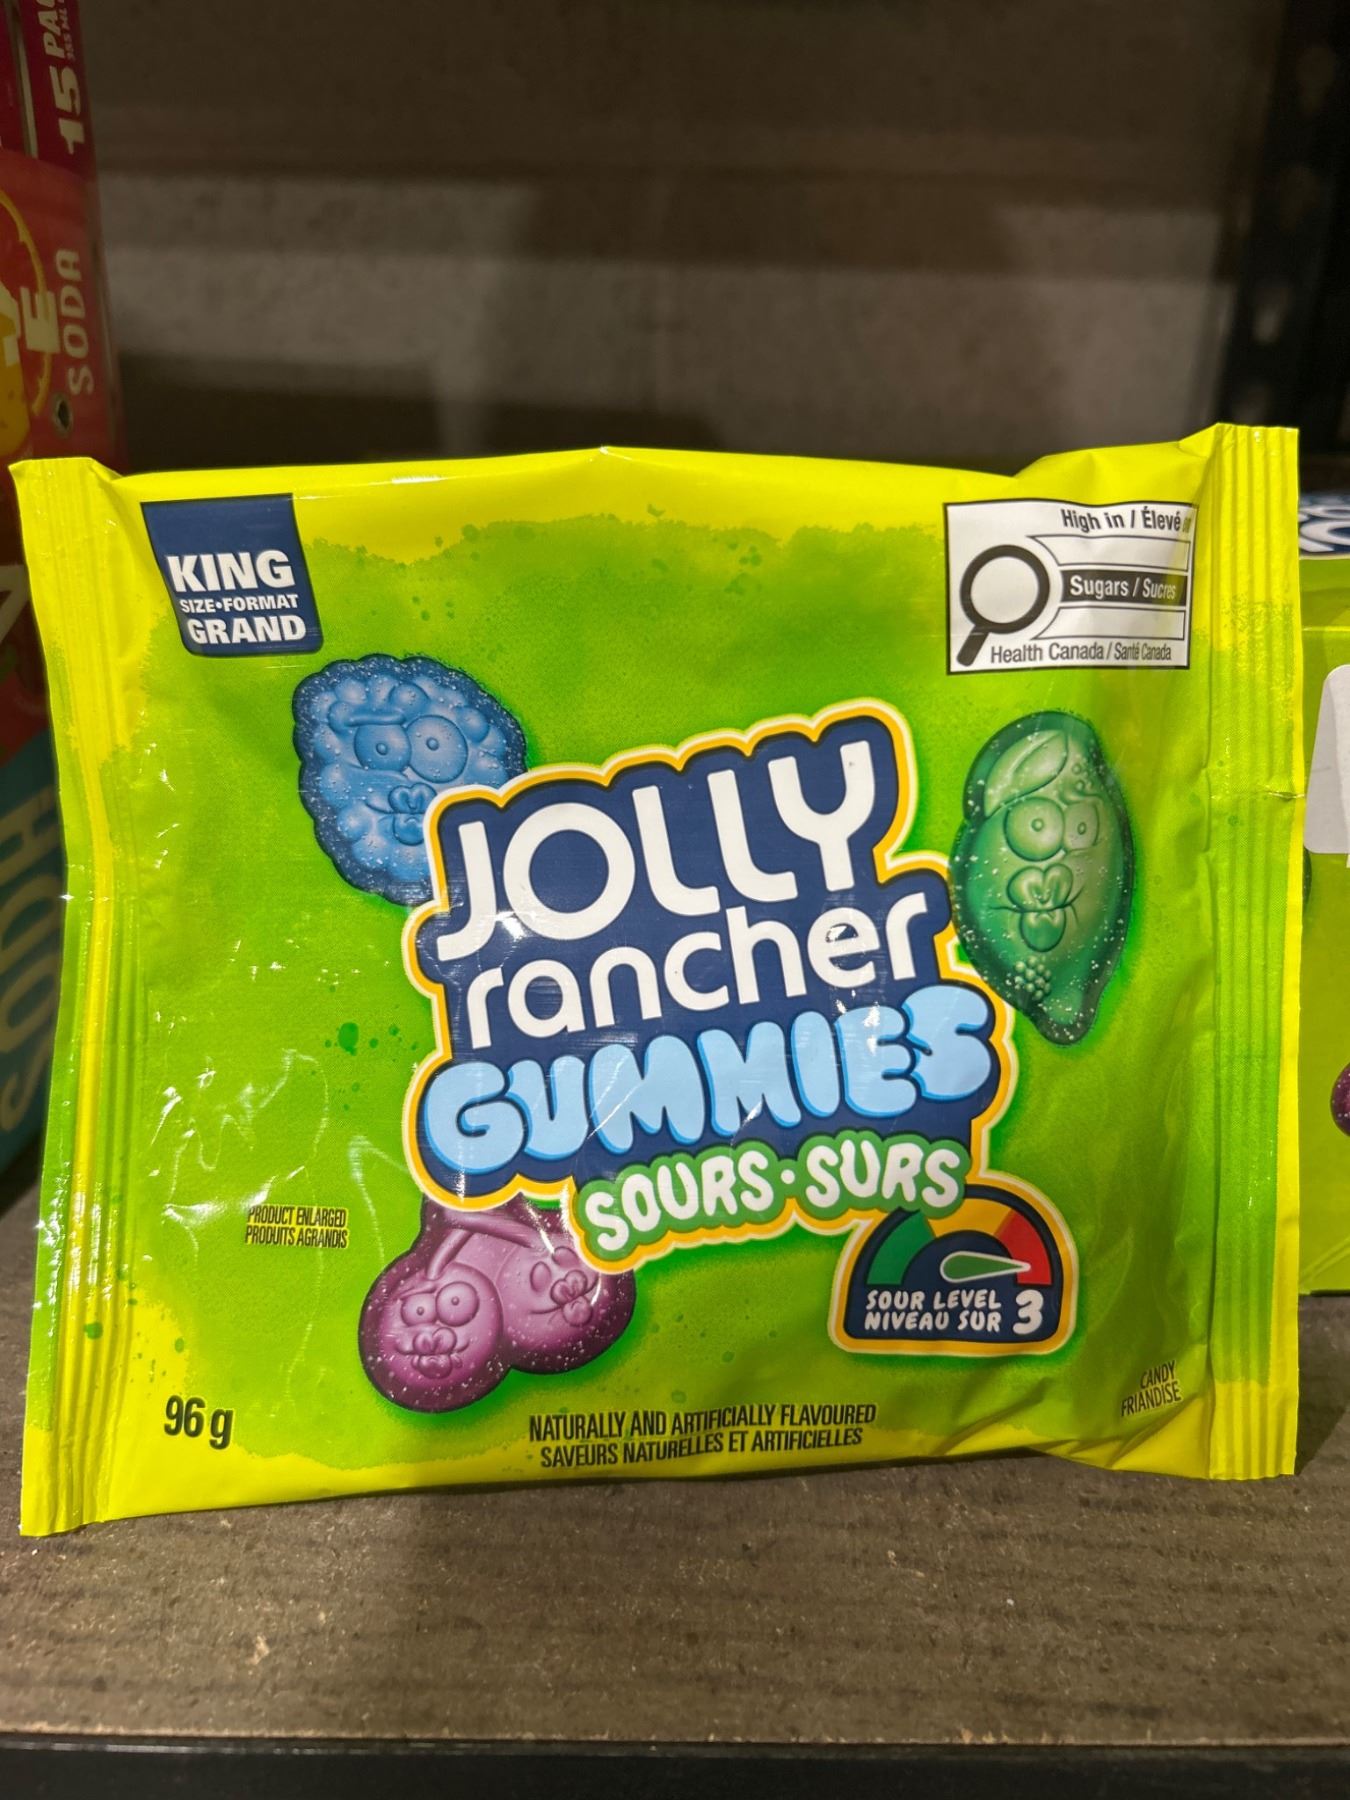 15 PA
SODA
KING
SIZE•FORMAT
GRAND
High in / Élevé
Sugars / Sucres
Health Canada / Santé Canada
JOLLY
rancher
GUMMIES
SOURS•SURS
SOUR LEVEL
NIVEAU SUR 3
PRODUCT ENLARGED
PRODUITS AGRANDIS
96 g
NATURALLY AND ARTIFICIALLY FLAVOURED
SAVEURS NATURELLES ET ARTIFICIELLES
CANDY
FRIANDISE